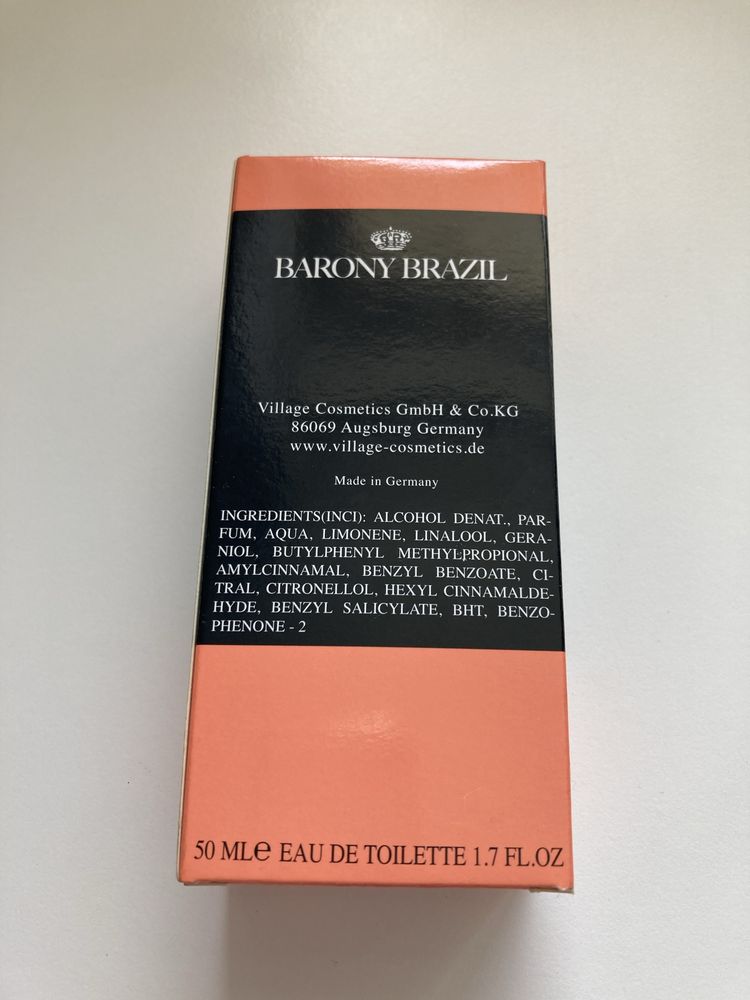 BARONY BRAZIL
Village Cosmetics GmbH & Co.KG
86069 Augsburg Germany
www.village-cosmetics.de
Made in Germany
INGREDIENTS(INCI): ALCOHOL DENAT., PAR-
FUM, AQUA, LIMONENE, LINALOOL, GERA-
NIOL, BUTYLPHENYL METHYLPROPIONAL,
AMYLCINNAMAL, BENZYL BENZOATE, CI-
TRAL, CITRONELLOL, HEXYL CINNAMALDE-
HYDE, BENZYL SALICYLATE, BHT, BENZO-
PHENONE - 2
50 MLe EAU DE TOILETTE 1.7 FL.OZ